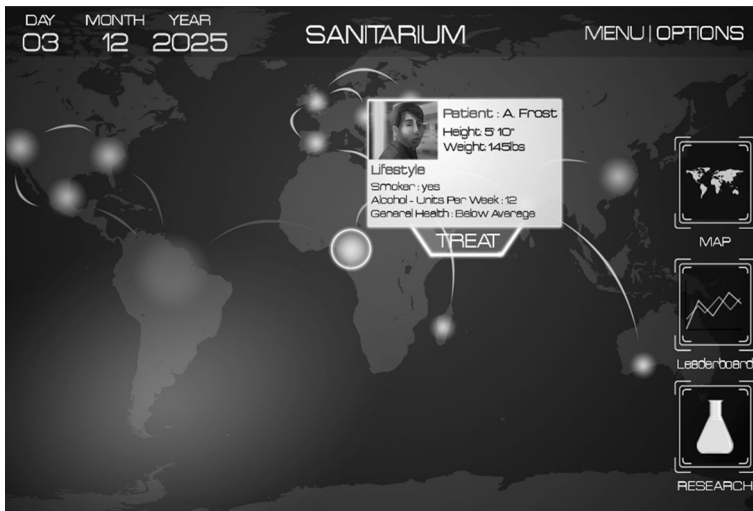 DAY MONTH YEAR
03 12 2025
SANITARIUM
MENU | OPTIONS
Patient : A. Frost
Height: 5' 10"
Weight: 145lbs
Lifestyle
Smoker : yes
Alcohol - Units Per Week : 12
General Health : Below Average
TREAT
MAP
Leaderboard
RESEARCH